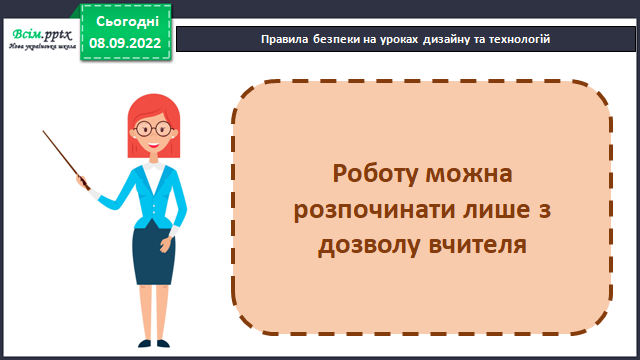 Всім.pptx
Нова українська школа
Сьогодні
08.09.2022
Правила безпеки на уроках дизайну та технологій
Роботу можна
розпочинати лише з
дозволу вчителя